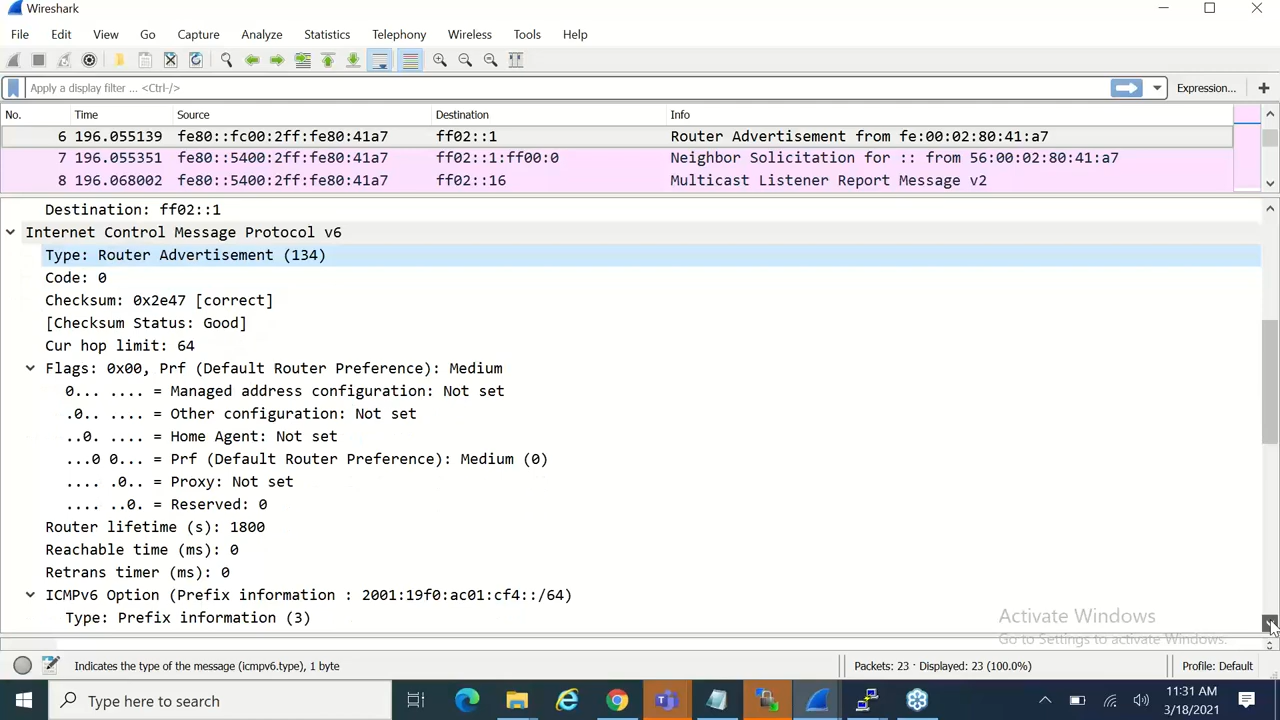 Wireshark
File Edit View Go Capture Analyze Statistics Telephony Wireless Tools Help
Apply a display filter ... <Ctrl-/> Expression... +
No. Time Source Destination Info
6 196.055139 fe80::fc00:2ff:fe80:41a7 ff02::1 Router Advertisement from fe:00:02:80:41:a7
7 196.055351 fe80::5400:2ff:fe80:41a7 ff02::1:ff00:0 Neighbor Solicitation for :: from 56:00:02:80:41:a7
8 196.068002 fe80::5400:2ff:fe80:41a7 ff02::16 Multicast Listener Report Message v2
Destination: ff02::1
Internet Control Message Protocol v6
Type: Router Advertisement (134)
Code: 0
Checksum: 0x2e47 [correct]
[Checksum Status: Good]
Cur hop limit: 64
Flags: 0x00, Prf (Default Router Preference): Medium
0... .... = Managed address configuration: Not set
.0.. .... = Other configuration: Not set
..0. .... = Home Agent: Not set
...0 0... = Prf (Default Router Preference): Medium (0)
.... .0.. = Proxy: Not set
.... ..0. = Reserved: 0
Router lifetime (s): 1800
Reachable time (ms): 0
Retrans timer (ms): 0
ICMPv6 Option (Prefix information : 2001:19f0:ac01:cf4::/64)
Type: Prefix information (3)
Activate Windows
Go to Settings to activate Windows.
Indicates the type of the message (icmpv6.type), 1 byte Packets: 23 · Displayed: 23 (100.0%) Profile: Default
Type here to search 11:31 AM
3/18/2021